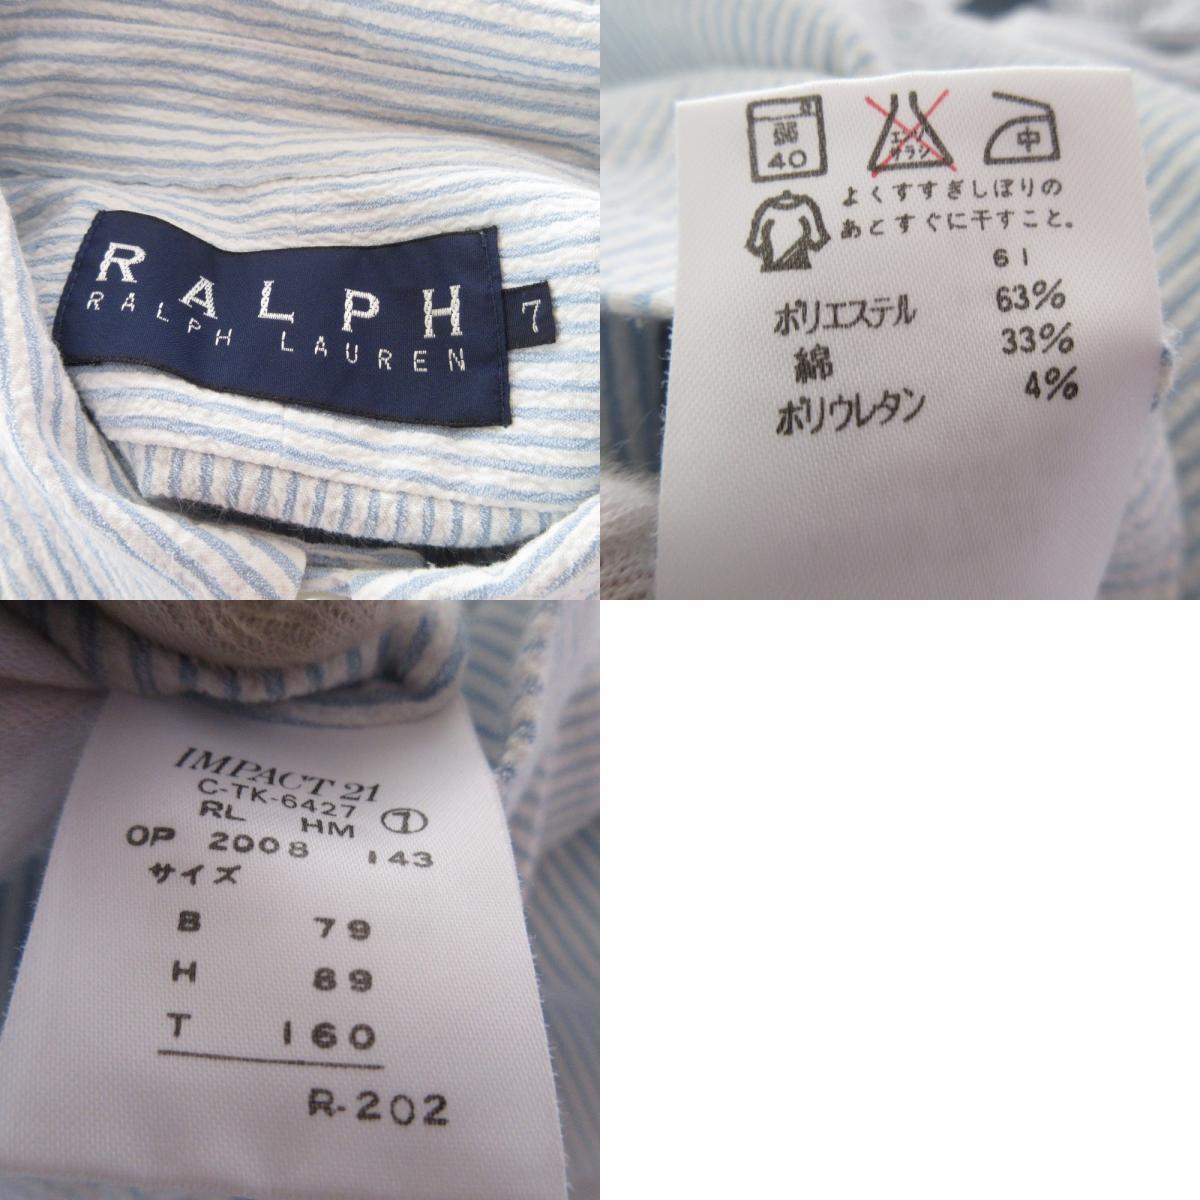 RALPH
RALPH LAUREN
7
弱
40
エンソ
サラシ
中
よくすすぎしぼりの
あとすぐに干すこと。
61
ポリエステル 63%
綿 33%
ポリウレタン 4%
IMPACT 21
C-TK-6427
RL HM ⑦
OP 2008 143
サイズ
B 79
H 89
T 160
R-202